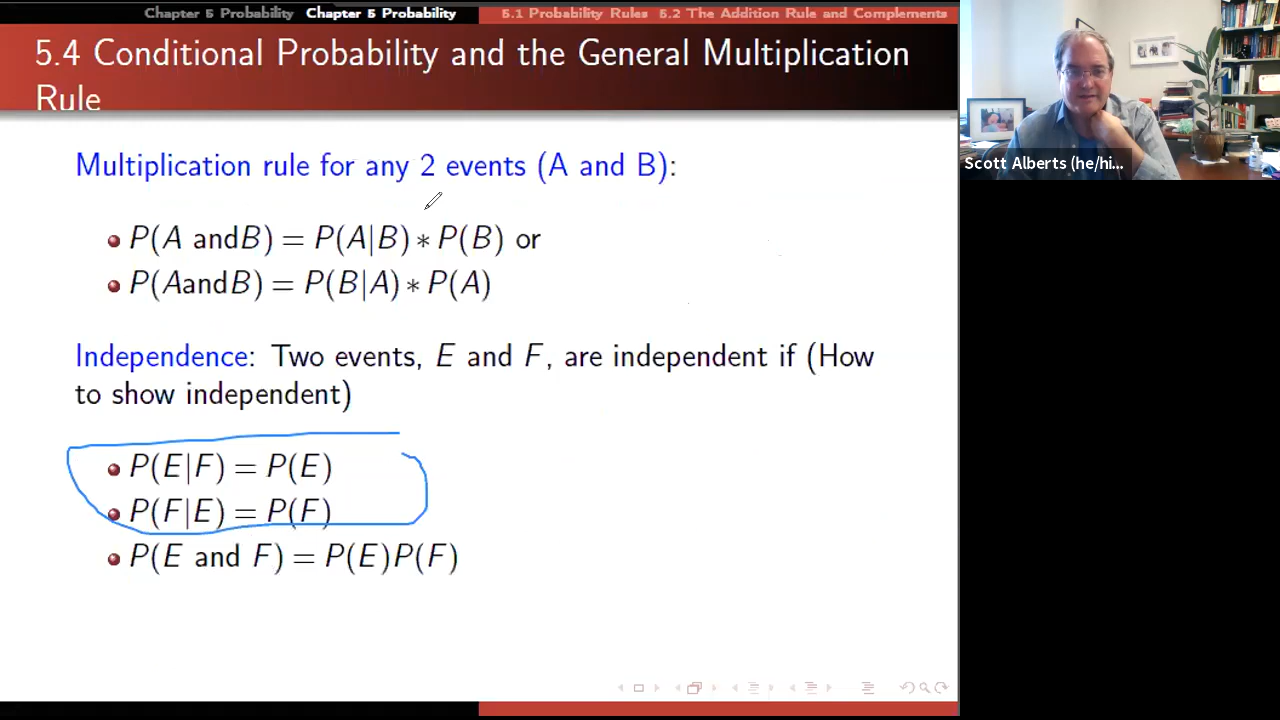 Chapter 5 Probability Chapter 5 Probability 5.1 Probability Rules 5.2 The Addition Rule and Complements
5.4 Conditional Probability and the General Multiplication
Rule
Scott Alberts (he/hi...
Multiplication rule for any 2 events (A and B):
P(A andB) = P(A|B) ∗ P(B) or
P(AandB) = P(B|A) ∗ P(A)
Independence: Two events, E and F, are independent if (How
to show independent)
P(E|F) = P(E)
P(F|E) = P(F)
P(E and F) = P(E)P(F)